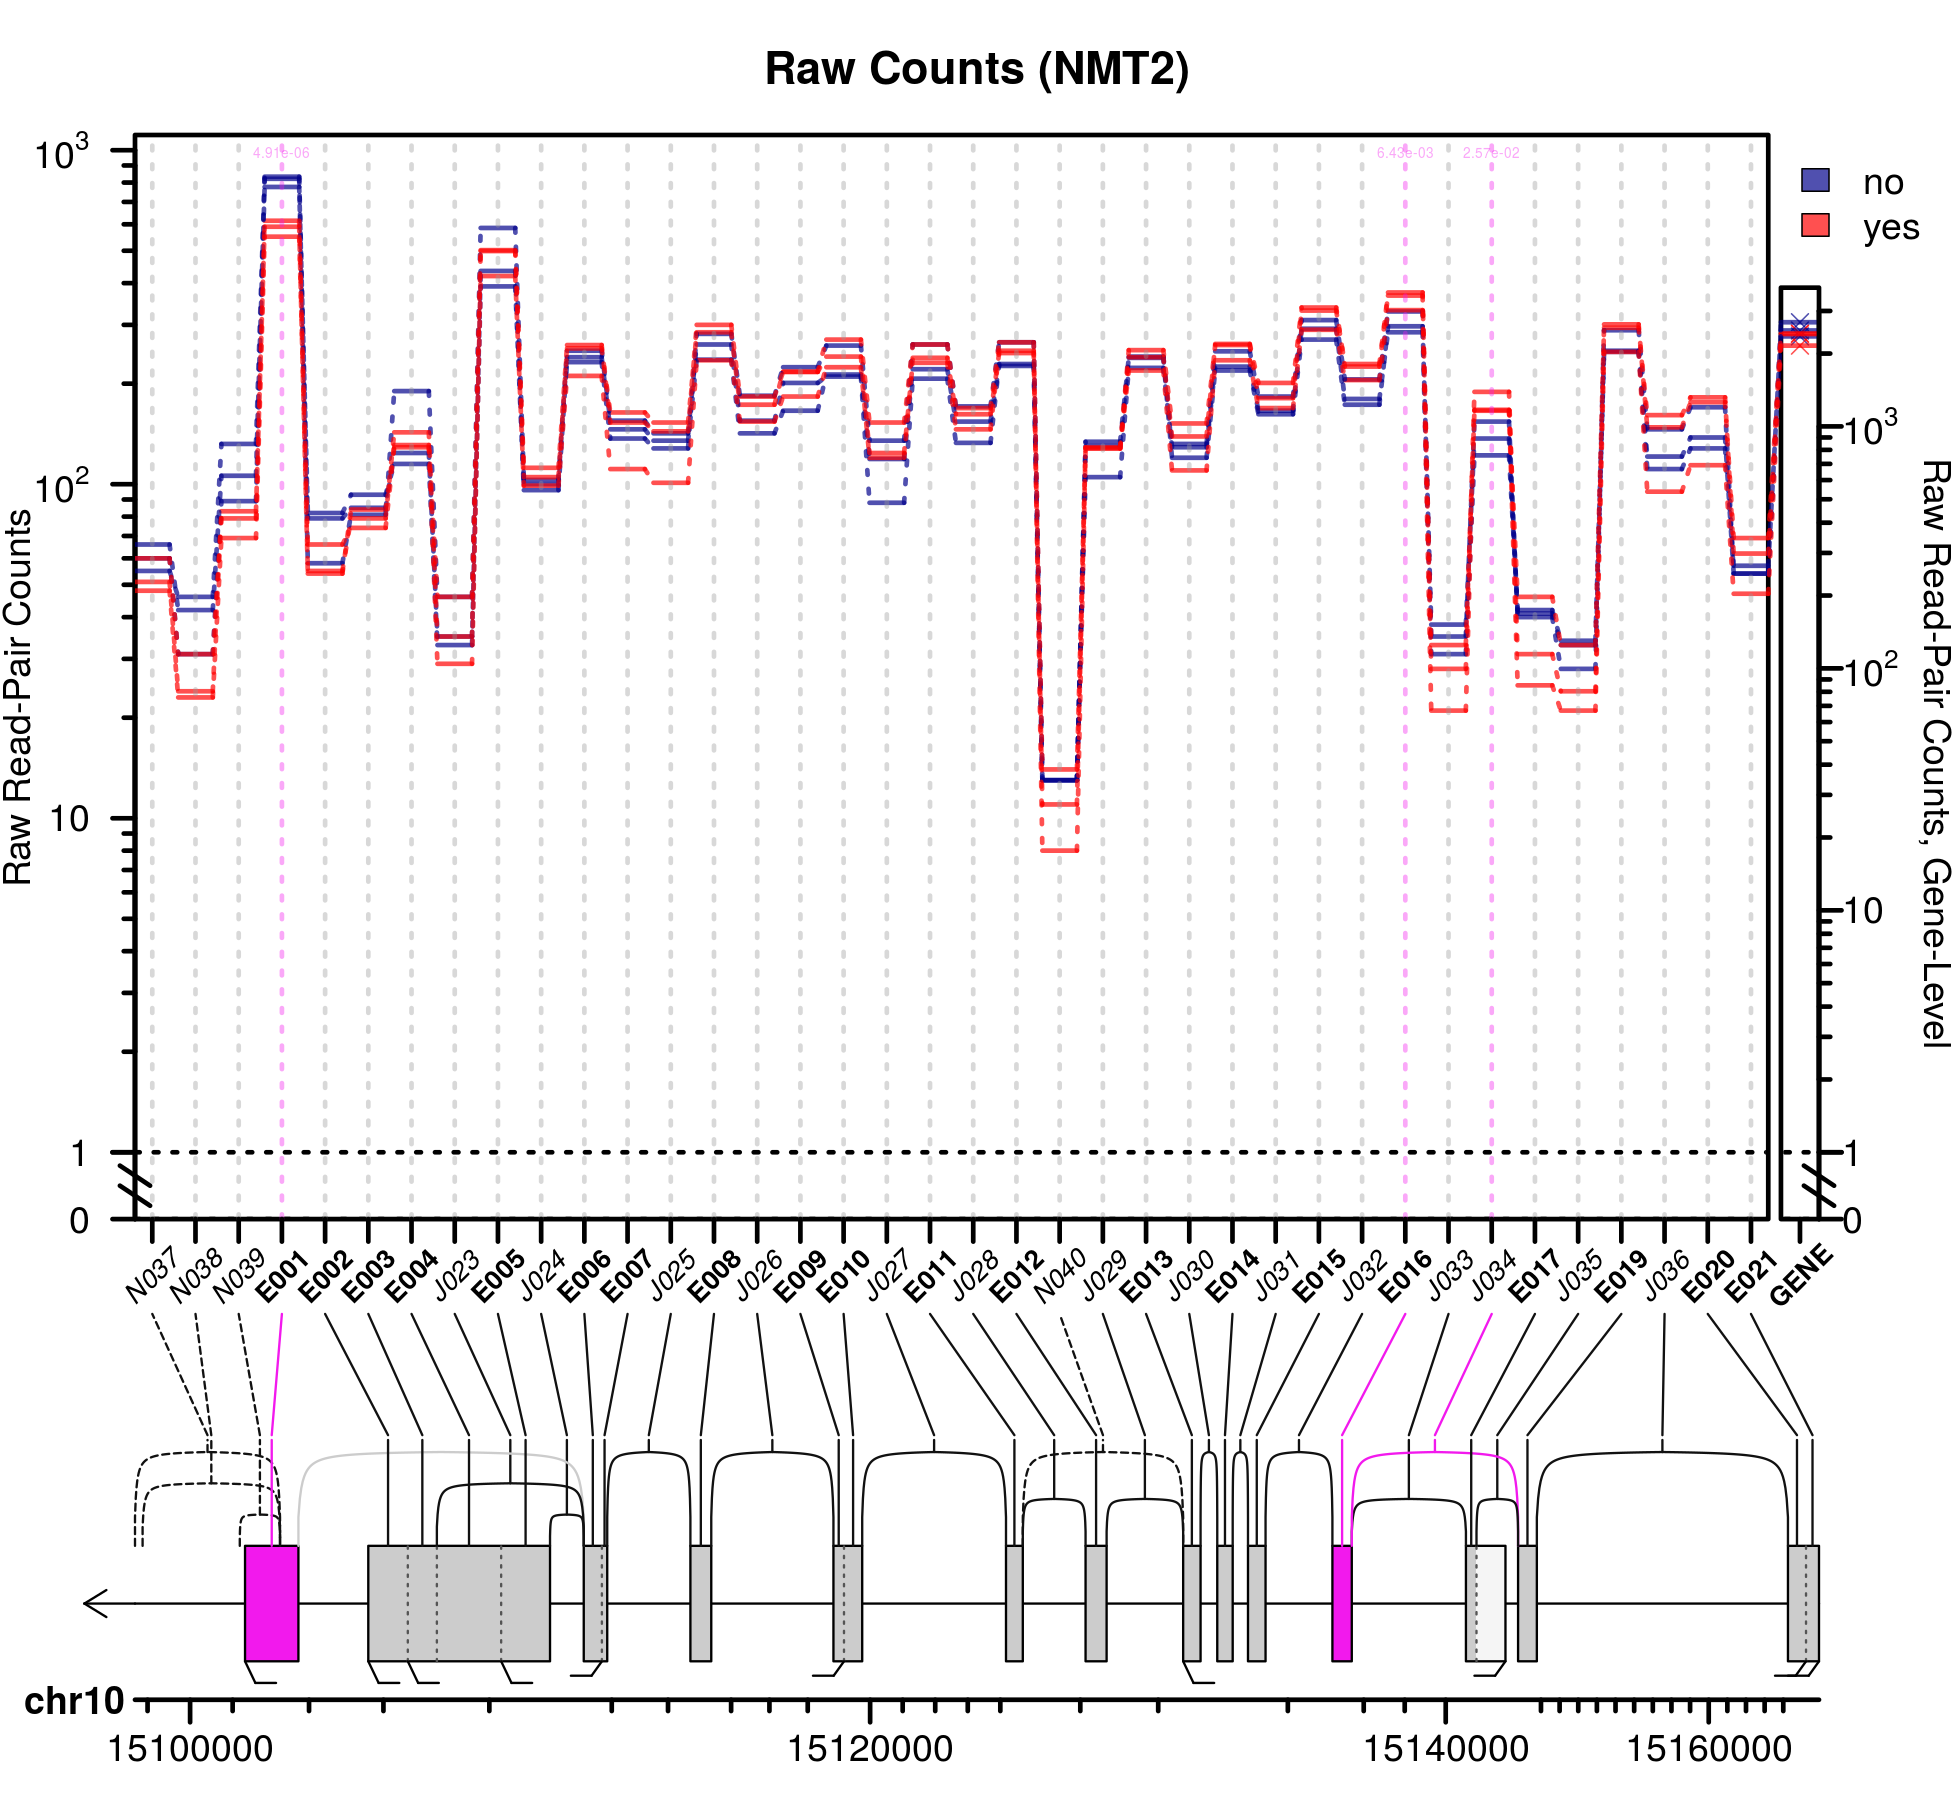 Raw Counts (NMT2)
4.91e-06 6.43e-03 2.57e-02
no
yes
Raw Read-Pair Counts
10³
10²
10
1
0
Raw Read-Pair Counts, Gene-Level
10³
10²
10
1
0
N037 N038 N039 E001 E002 E003 E004 J023 E005 J024 E006 E007 J025 E008 J026 E009 E010 J027 E011 J028 E012 N040 J029 E013 J030 E014 J031 E015 J032 E016 J033 J034 E017 J035 E019 J036 E020 E021 GENE
chr10
15100000 15120000 15140000 15160000